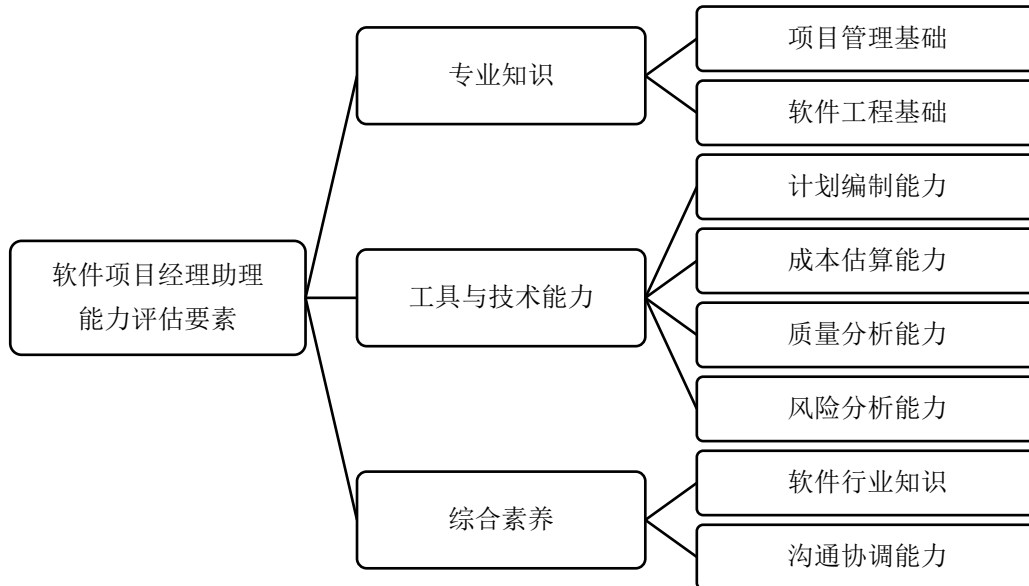 软件项目经理助理
能力评估要素
专业知识
项目管理基础
软件工程基础
工具与技术能力
计划编制能力
成本估算能力
质量分析能力
风险分析能力
综合素养
软件行业知识
沟通协调能力